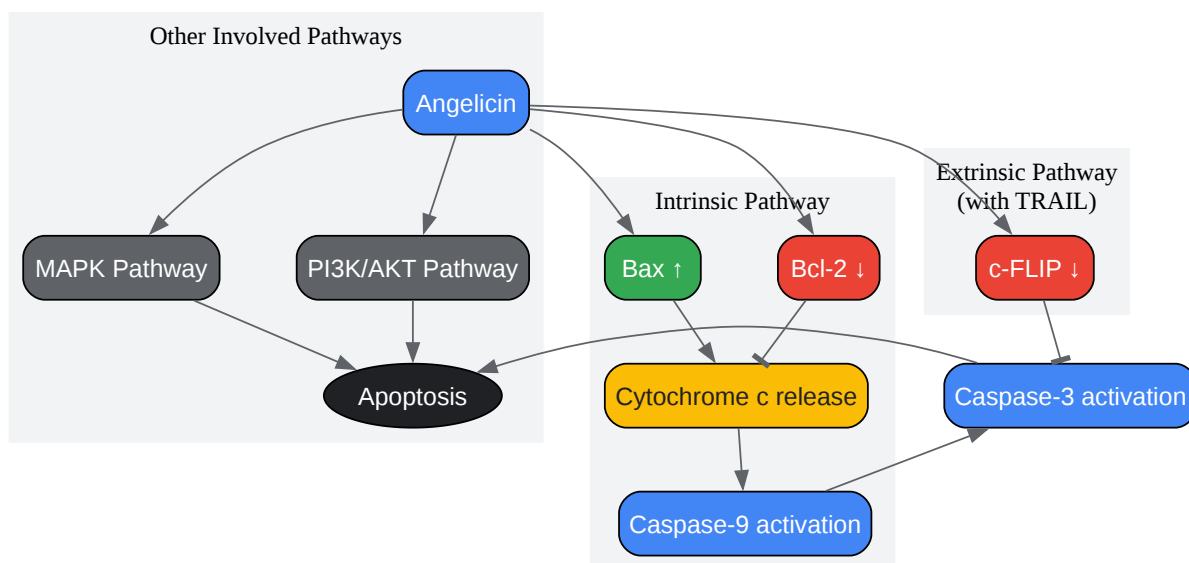 Other Involved Pathways
Angelicin
Extrinsic Pathway
(with TRAIL)
Intrinsic Pathway
MAPK Pathway
PI3K/AKT Pathway
Bax ↑
Bcl-2 ↓
c-FLIP ↓
Apoptosis
Cytochrome c release
Caspase-3 activation
Caspase-9 activation